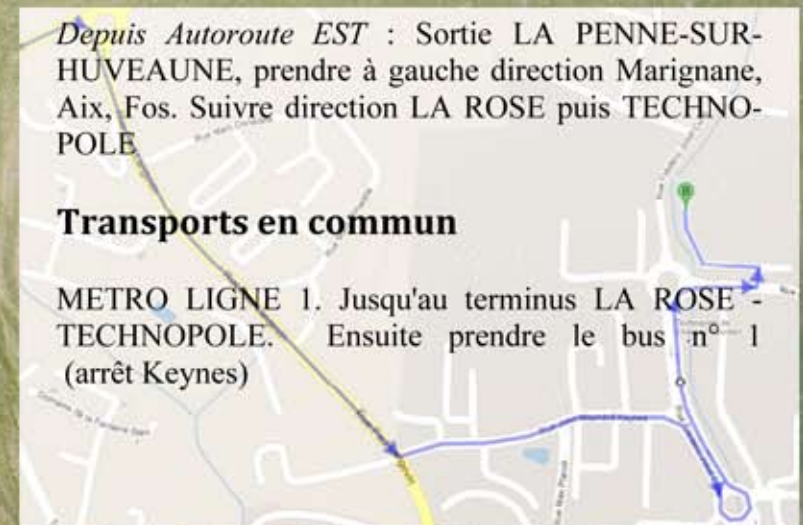 Depuis Autoroute EST : Sortie LA PENNE-SUR-
HUVEAUNE, prendre à gauche direction Marignane,
Aix, Fos. Suivre direction LA ROSE puis TECHNO-
POLE
Transports en commun
METRO LIGNE 1. Jusqu'au terminus LA ROSE -
TECHNOPOLE. Ensuite prendre le bus n° 1
(arrêt Keynes)